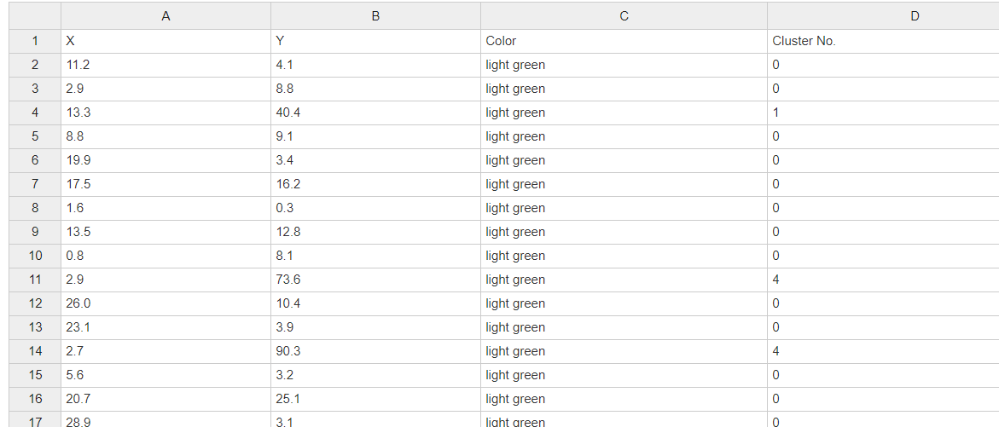 A B C D
1 X Y Color Cluster No.
2 11.2 4.1 light green 0
3 2.9 8.8 light green 0
4 13.3 40.4 light green 1
5 8.8 9.1 light green 0
6 19.9 3.4 light green 0
7 17.5 16.2 light green 0
8 1.6 0.3 light green 0
9 13.5 12.8 light green 0
10 0.8 8.1 light green 0
11 2.9 73.6 light green 4
12 26.0 10.4 light green 0
13 23.1 3.9 light green 0
14 2.7 90.3 light green 4
15 5.6 3.2 light green 0
16 20.7 25.1 light green 0
17 28.9 3.1 light green 0